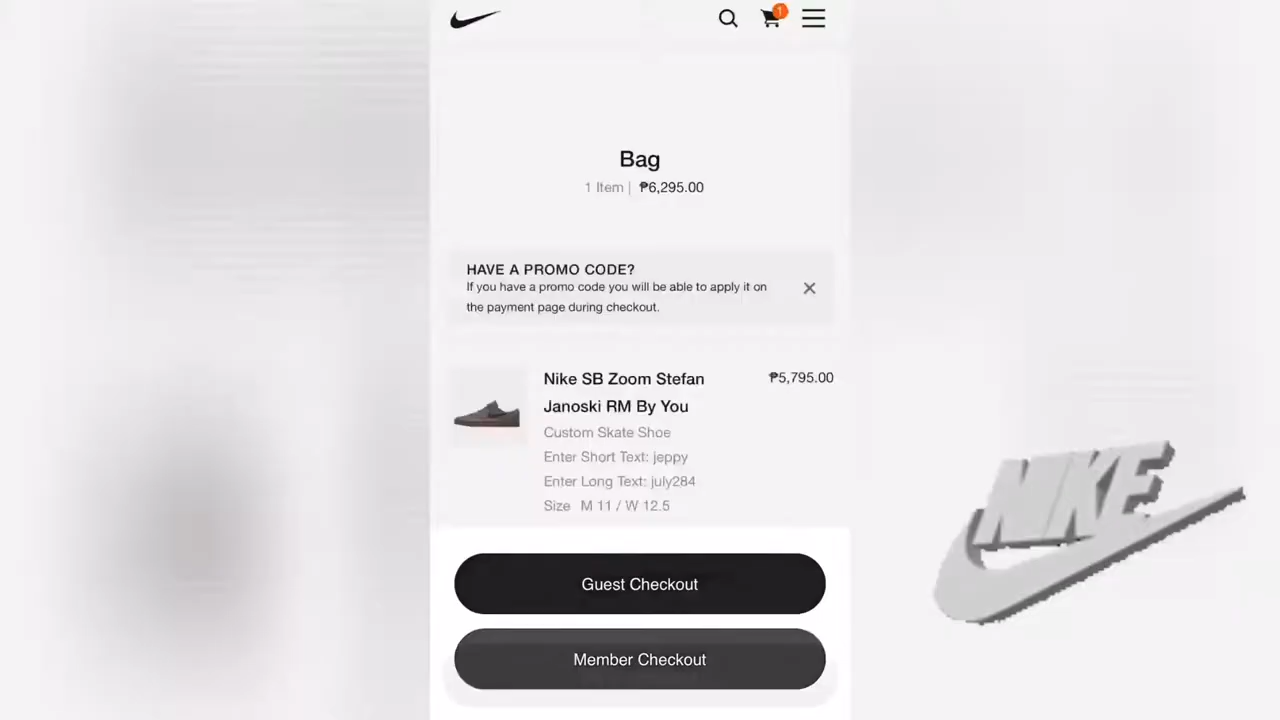 1
Bag
1 Item | ₱6,295.00
HAVE A PROMO CODE?
If you have a promo code you will be able to apply it on
the payment page during checkout.
Nike SB Zoom Stefan ₱5,795.00
Janoski RM By You
Custom Skate Shoe
Enter Short Text: jeppy
Enter Long Text: july284
Size M 11 / W 12.5
NIKE
Guest Checkout
Member Checkout